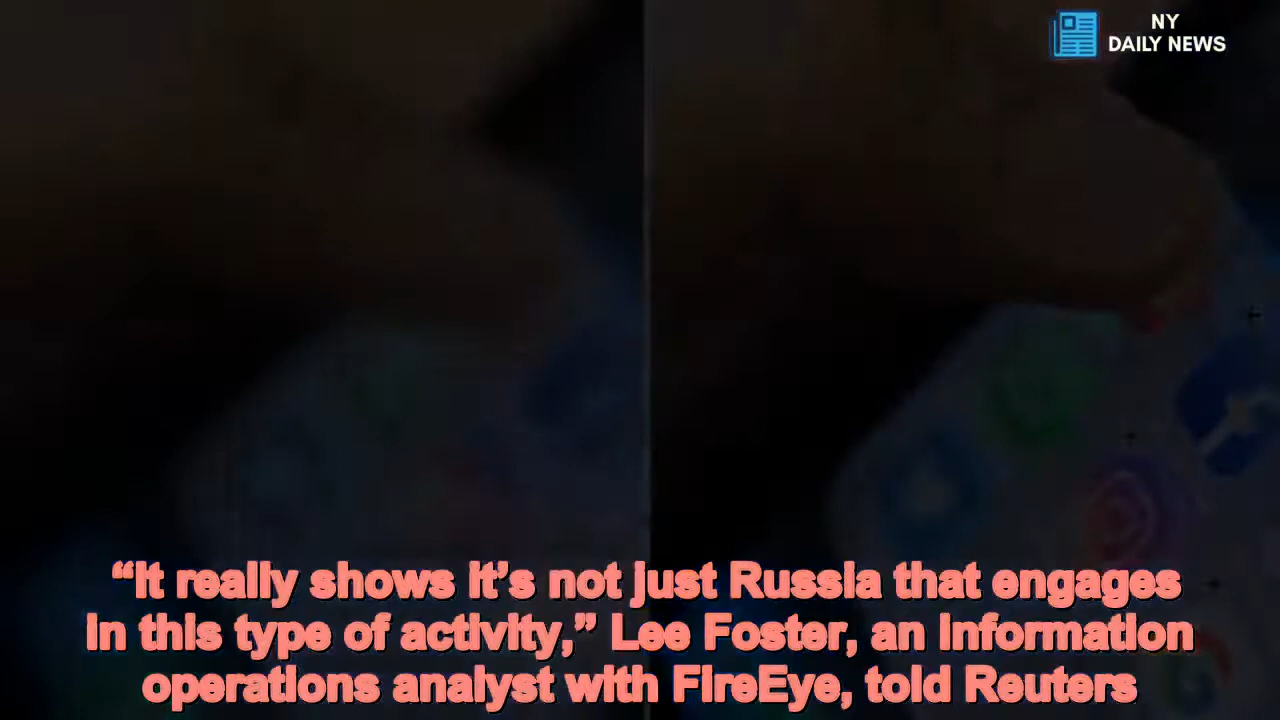 NY
DAILY NEWS
“It really shows it’s not just Russia that engages
in this type of activity,” Lee Foster, an information
operations analyst with FireEye, told Reuters